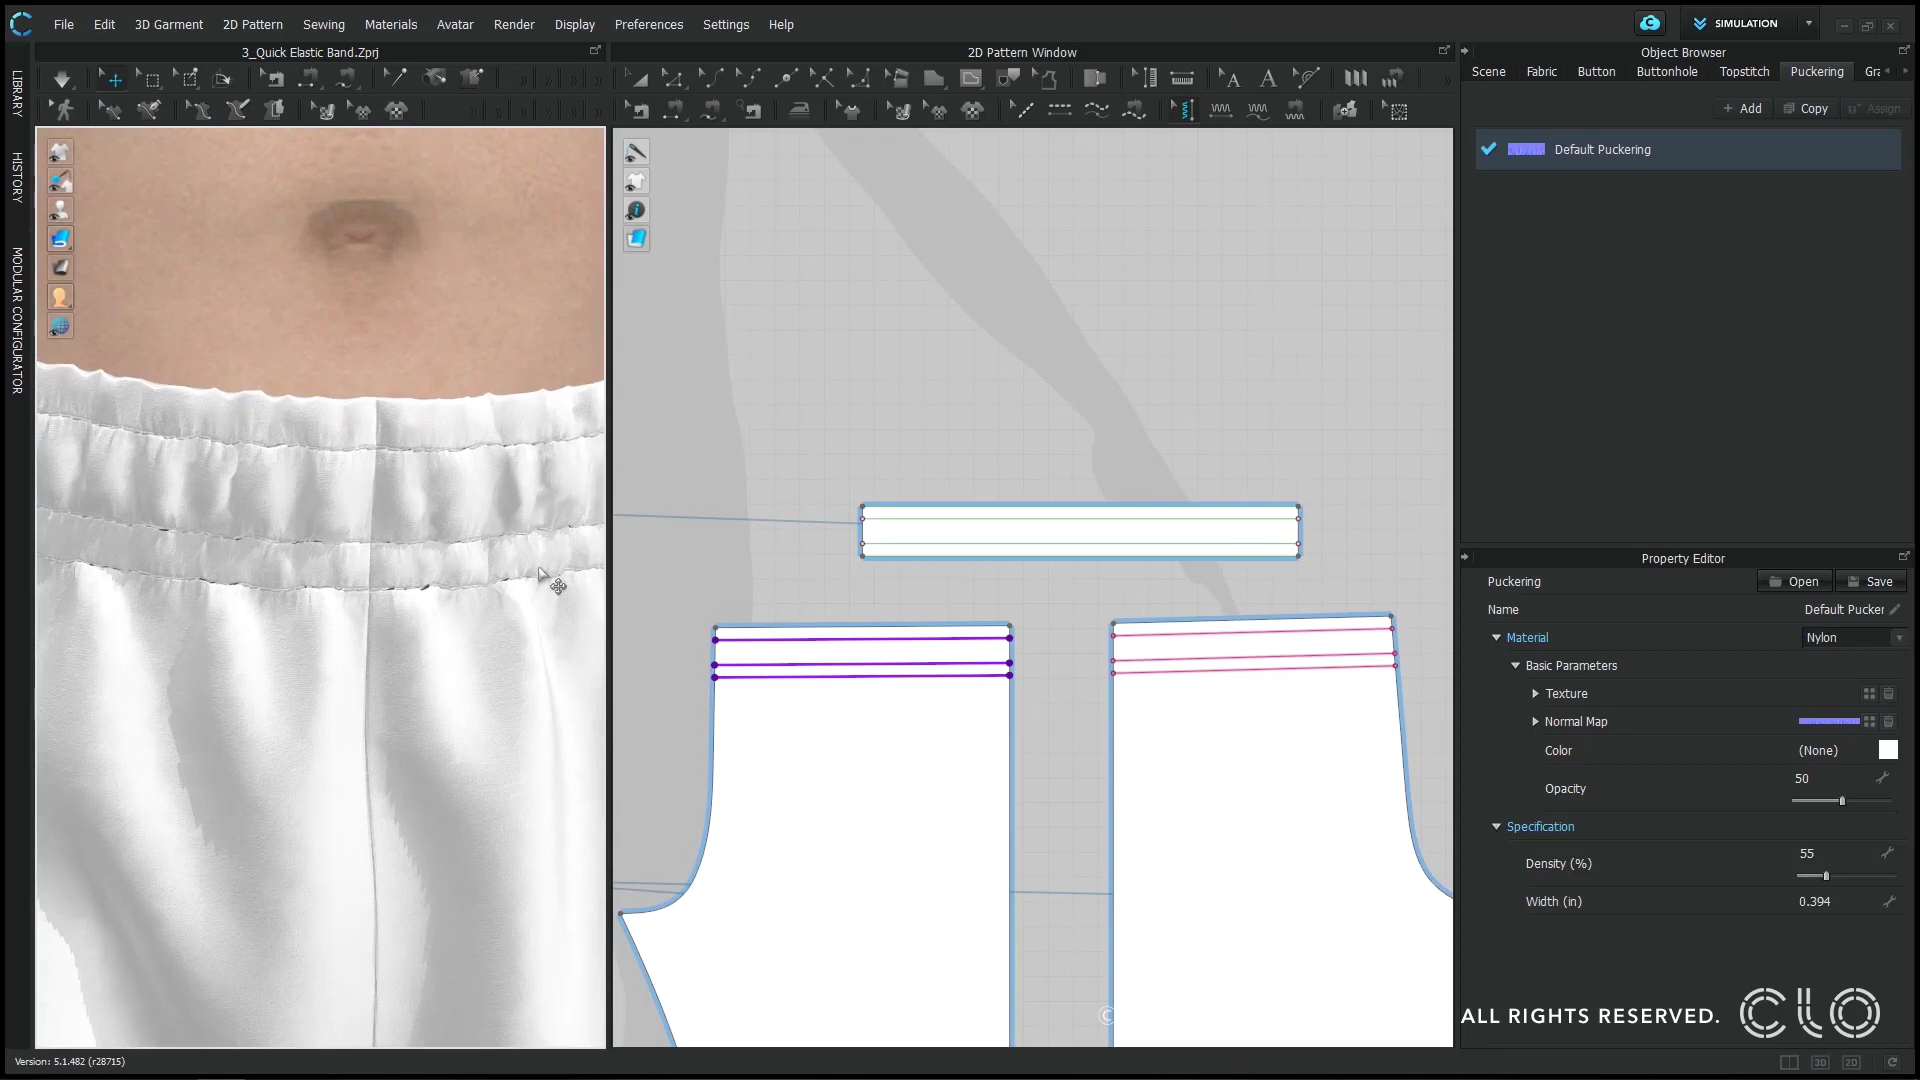 File
Edit
3D Garment
2D Pattern
Sewing
Materials
Avatar
Render
Display
Preferences
Settings
Help
SIMULATION
3_Quick Elastic Band.Zprj
2D Pattern Window
Object Browser
Scene
Fabric
Button
Buttonhole
Topstitch
Puckering
Gr
+ Add
Copy
Assign
LIBRARY
HISTORY
MODULAR CONFIGURATOR
Default Puckering
Property Editor
Puckering
Open
Save
Name
Default Pucker
Material
Nylon
Basic Parameters
Texture
Normal Map
Color
(None)
Opacity
50
Specification
Density (%)
55
Width (in)
0.394
©
ALL RIGHTS RESERVED.
CLO
Version: 5.1.482 (r28715)
3D
2D